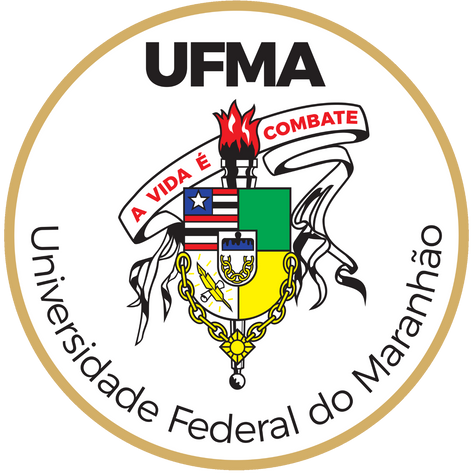 UFMA
A VIDA É COMBATE
Universidade Federal do Maranhão